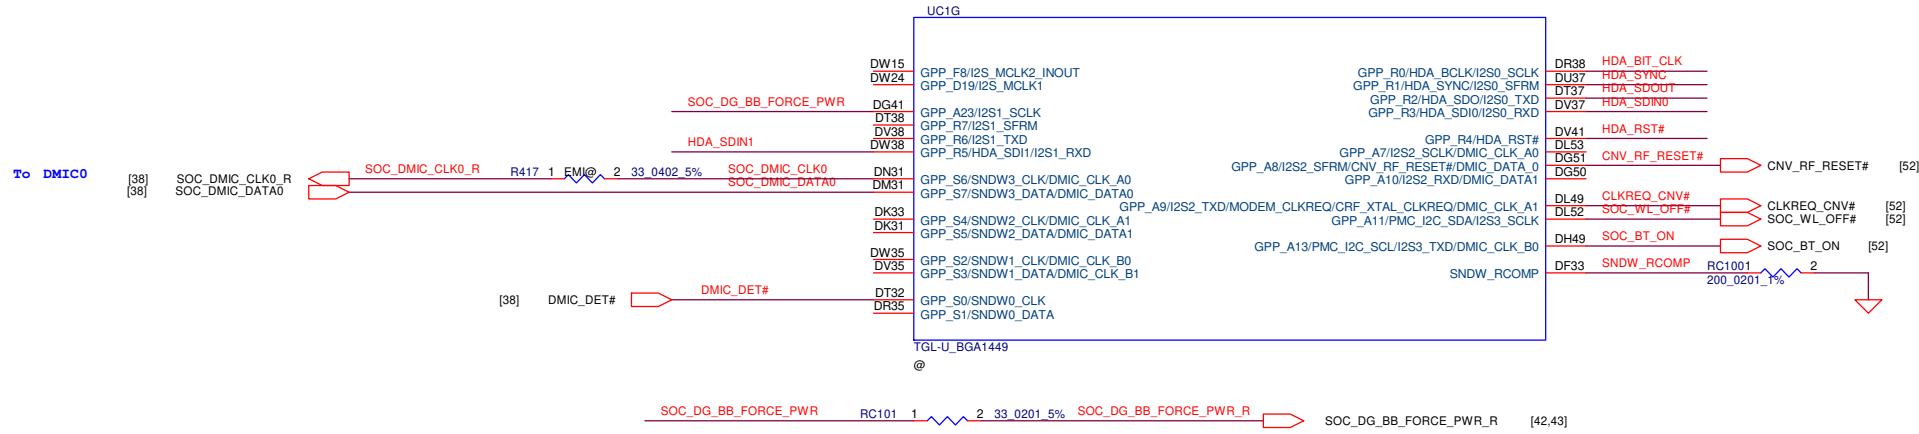 UC1G
DW15 GPP_F8/I2S_MCLK2_INOUT
DW24 GPP_D19/I2S_MCLK1
SOC_DG_BB_FORCE_PWR DG41 GPP_A23/I2S1_SCLK
DT38 GPP_R7/I2S1_SFRM
DV38 GPP_R6/I2S1_TXD
HDA_SDIN1 DW38 GPP_R5/HDA_SDI1/I2S1_RXD
To DMIC0
[38] SOC_DMIC_CLK0_R SOC_DMIC_CLK0_R R417 1 EMI@ 2 33_0402_5% SOC_DMIC_CLK0 DN31 GPP_S6/SNDW3_CLK/DMIC_CLK_A0
[38] SOC_DMIC_DATA0 SOC_DMIC_DATA0 DM31 GPP_S7/SNDW3_DATA/DMIC_DATA0
DK33 GPP_S4/SNDW2_CLK/DMIC_CLK_A1
DK31 GPP_S5/SNDW2_DATA/DMIC_DATA1
DW35 GPP_S2/SNDW1_CLK/DMIC_CLK_B0
DV35 GPP_S3/SNDW1_DATA/DMIC_CLK_B1
[38] DMIC_DET# DMIC_DET# DT32 GPP_S0/SNDW0_CLK
DR35 GPP_S1/SNDW0_DATA
GPP_R0/HDA_BCLK/I2S0_SCLK DR38 HDA_BIT_CLK
GPP_R1/HDA_SYNC/I2S0_SFRM DU37 HDA_SYNC
GPP_R2/HDA_SDO/I2S0_TXD DT37 HDA_SDOUT
GPP_R3/HDA_SDI0/I2S0_RXD DV37 HDA_SDIN0
GPP_R4/HDA_RST# DV41 HDA_RST#
GPP_A7/I2S2_SCLK/DMIC_CLK_A0 DL53
GPP_A8/I2S2_SFRM/CNV_RF_RESET#/DMIC_DATA_0 DG51 CNV_RF_RESET# CNV_RF_RESET# [52]
GPP_A10/I2S2_RXD/DMIC_DATA1 DG50
GPP_A9/I2S2_TXD/MODEM_CLKREQ/CRF_XTAL_CLKREQ/DMIC_CLK_A1 DL49 CLKREQ_CNV# CLKREQ_CNV# [52]
GPP_A11/PMC_I2C_SDA/I2S3_SCLK DL52 SOC_WL_OFF# SOC_WL_OFF# [52]
GPP_A13/PMC_I2C_SCL/I2S3_TXD/DMIC_CLK_B0 DH49 SOC_BT_ON SOC_BT_ON [52]
SNDW_RCOMP DF33 SNDW_RCOMP RC1001 2
200_0201_1%
TGL-U_BGA1449
@
SOC_DG_BB_FORCE_PWR RC101 1 2 33_0201_5% SOC_DG_BB_FORCE_PWR_R SOC_DG_BB_FORCE_PWR_R [42,43]